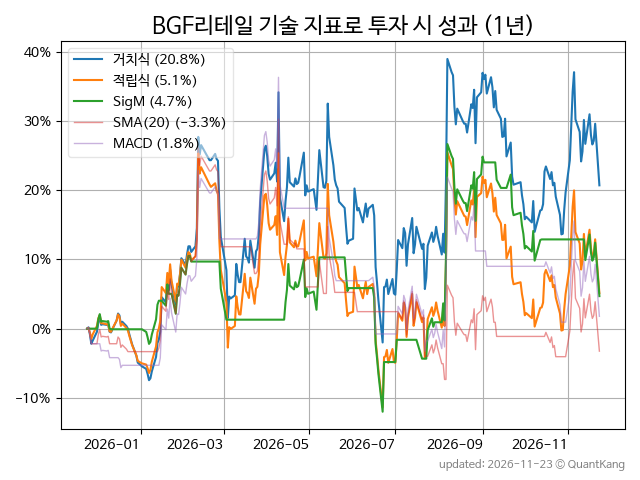 BGF리테일 기술 지표로 투자 시 성과 (1년)
거치식 (20.8%)
적립식 (5.1%)
SigM (4.7%)
SMA(20) (−3.3%)
MACD (1.8%)
40%
30%
20%
10%
0%
−10%
2026-01 2026-03 2026-05 2026-07 2026-09 2026-11
updated: 2026-11-23 © QuantKang